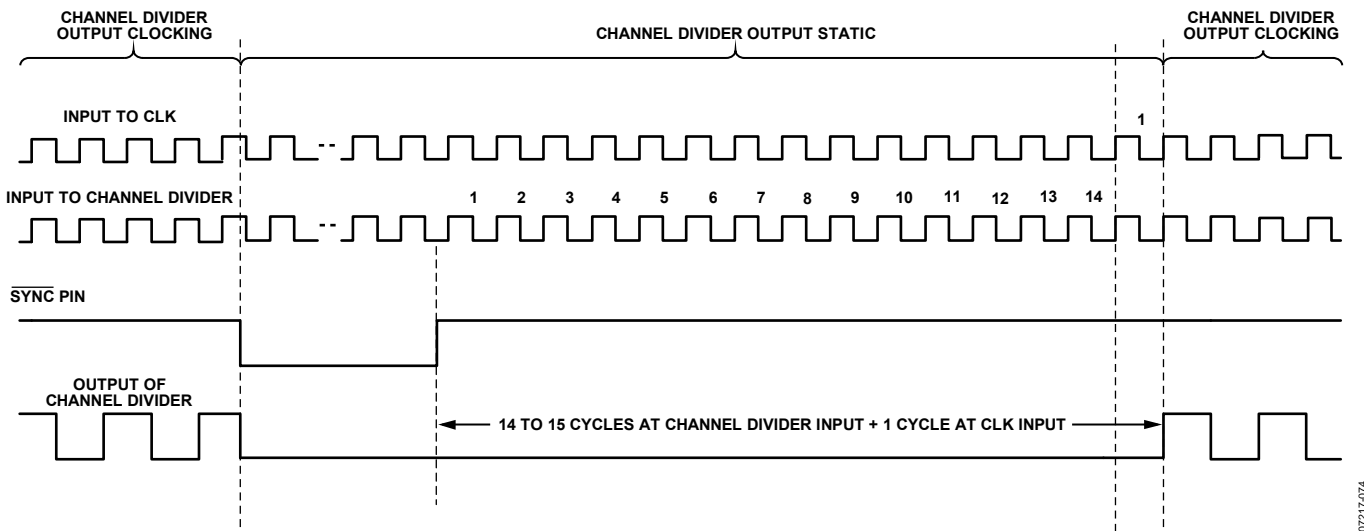 CHANNEL DIVIDER
OUTPUT CLOCKING
CHANNEL DIVIDER OUTPUT STATIC
CHANNEL DIVIDER
OUTPUT CLOCKING
INPUT TO CLK
1
INPUT TO CHANNEL DIVIDER
1 2 3 4 5 6 7 8 9 10 11 12 13 14
SYNC PIN
OUTPUT OF
CHANNEL DIVIDER
14 TO 15 CYCLES AT CHANNEL DIVIDER INPUT + 1 CYCLE AT CLK INPUT
07217-074